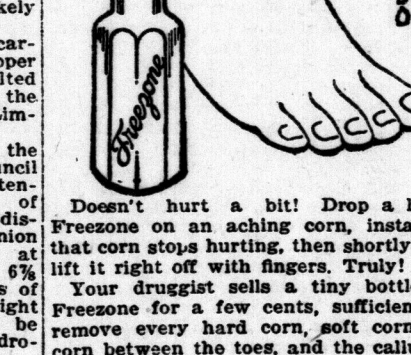 kely
car-
oper
lted
the
Lim-
the
uncil
ten-
of
dis-
nion
at
6%
s of
ight
be
dro-
Freezone
Doesn't hurt a bit! Drop a
Freezone on an aching corn, insta
that corn stops hurting, then shortly
lift it right off with fingers. Truly!
Your druggist sells a tiny bottl
Freezone for a few cents, sufficien
remove every hard corn, soft corn
corn between the toes, and the call